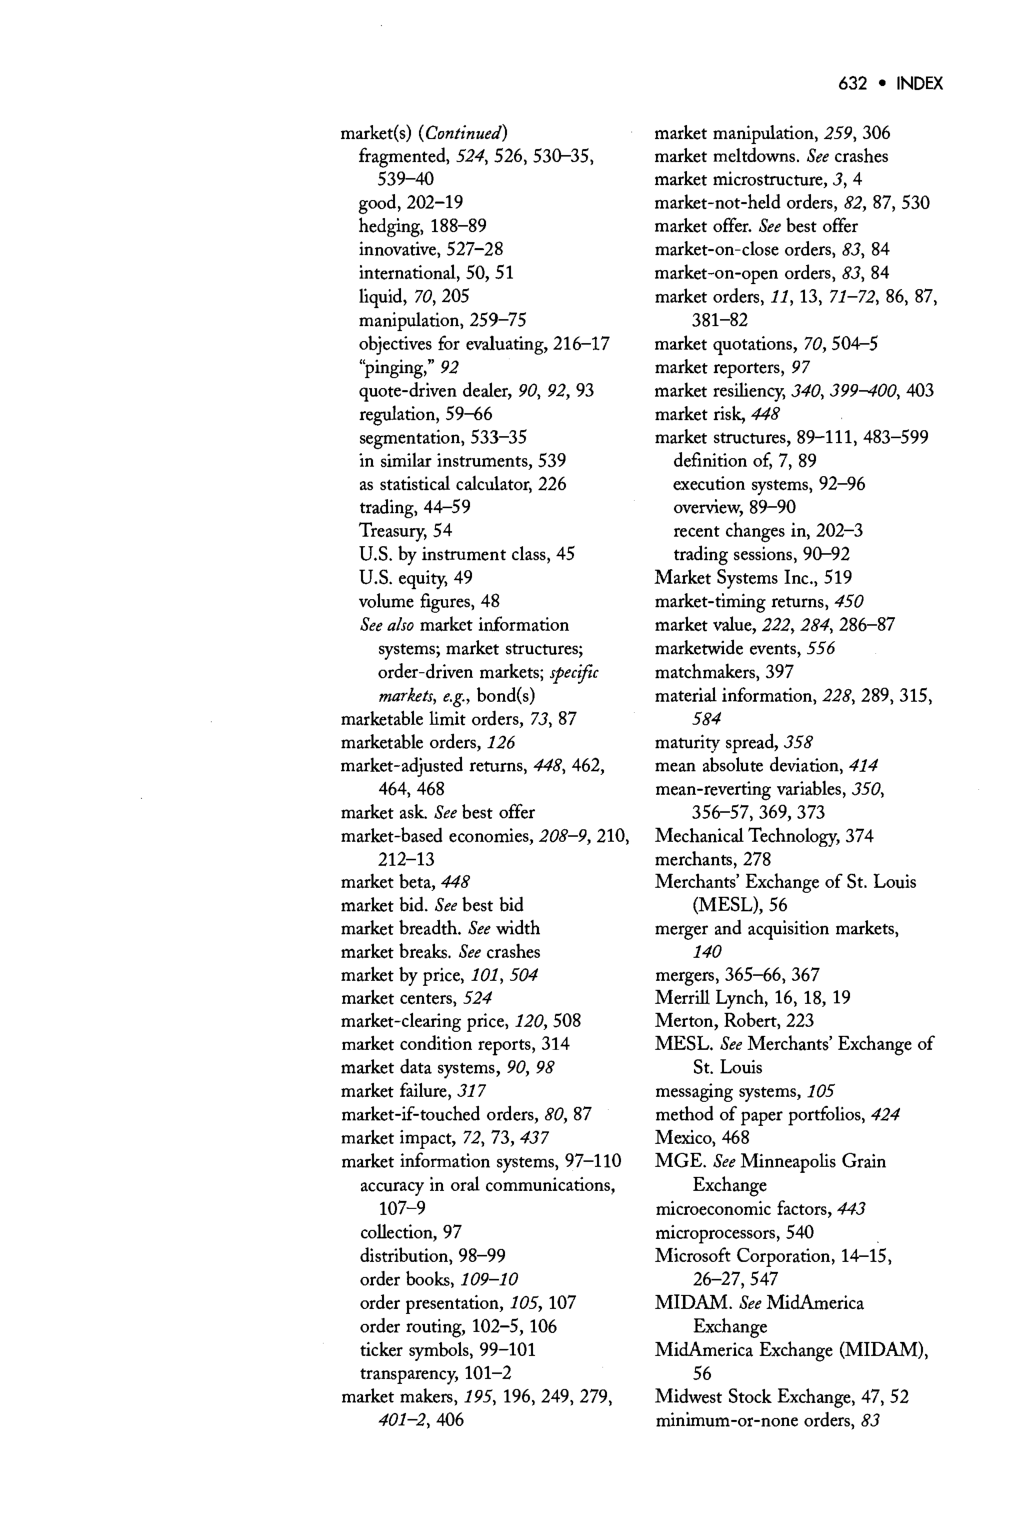 632 • INDEX
market(s) (Continued)
fragmented, 524, 526, 530–35,
539–40
good, 202–19
hedging, 188–89
innovative, 527–28
international, 50, 51
liquid, 70, 205
manipulation, 259–75
objectives for evaluating, 216–17
“pinging,” 92
quote-driven dealer, 90, 92, 93
regulation, 59–66
segmentation, 533–35
in similar instruments, 539
as statistical calculator, 226
trading, 44–59
Treasury, 54
U.S. by instrument class, 45
U.S. equity, 49
volume figures, 48
See also market information
systems; market structures;
order-driven markets; specific
markets, e.g., bond(s)
marketable limit orders, 73, 87
marketable orders, 126
market-adjusted returns, 448, 462,
464, 468
market ask. See best offer
market-based economies, 208–9, 210,
212–13
market beta, 448
market bid. See best bid
market breadth. See width
market breaks. See crashes
market by price, 101, 504
market centers, 524
market-clearing price, 120, 508
market condition reports, 314
market data systems, 90, 98
market failure, 317
market-if-touched orders, 80, 87
market impact, 72, 73, 437
market information systems, 97–110
accuracy in oral communications,
107–9
collection, 97
distribution, 98–99
order books, 109–10
order presentation, 105, 107
order routing, 102–5, 106
ticker symbols, 99–101
transparency, 101–2
market makers, 195, 196, 249, 279,
401–2, 406
market manipulation, 259, 306
market meltdowns. See crashes
market microstructure, 3, 4
market-not-held orders, 82, 87, 530
market offer. See best offer
market-on-close orders, 83, 84
market-on-open orders, 83, 84
market orders, 11, 13, 71–72, 86, 87,
381–82
market quotations, 70, 504–5
market reporters, 97
market resiliency, 340, 399–400, 403
market risk, 448
market structures, 89–111, 483–599
definition of, 7, 89
execution systems, 92–96
overview, 89–90
recent changes in, 202–3
trading sessions, 90–92
Market Systems Inc., 519
market-timing returns, 450
market value, 222, 284, 286–87
marketwide events, 556
matchmakers, 397
material information, 228, 289, 315,
584
maturity spread, 358
mean absolute deviation, 414
mean-reverting variables, 350,
356–57, 369, 373
Mechanical Technology, 374
merchants, 278
Merchants’ Exchange of St. Louis
(MESL), 56
merger and acquisition markets,
140
mergers, 365–66, 367
Merrill Lynch, 16, 18, 19
Merton, Robert, 223
MESL. See Merchants’ Exchange of
St. Louis
messaging systems, 105
method of paper portfolios, 424
Mexico, 468
MGE. See Minneapolis Grain
Exchange
microeconomic factors, 443
microprocessors, 540
Microsoft Corporation, 14–15,
26–27, 547
MIDAM. See MidAmerica
Exchange
MidAmerica Exchange (MIDAM),
56
Midwest Stock Exchange, 47, 52
minimum-or-none orders, 83